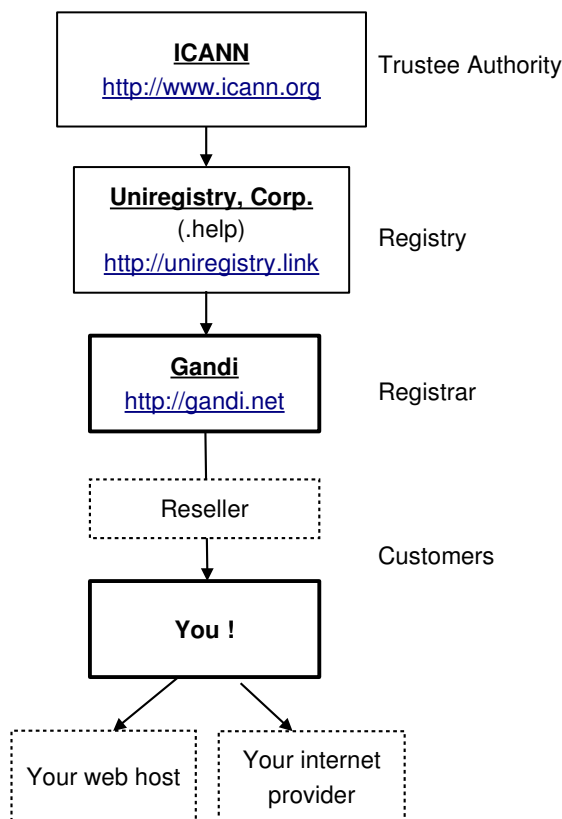 ICANN
http://www.icann.org
Trustee Authority
Uniregistry, Corp.
(.help)
http://uniregistry.link
Registry
Gandi
http://gandi.net
Registrar
Reseller
Customers
You !
Your web host
Your internet
provider